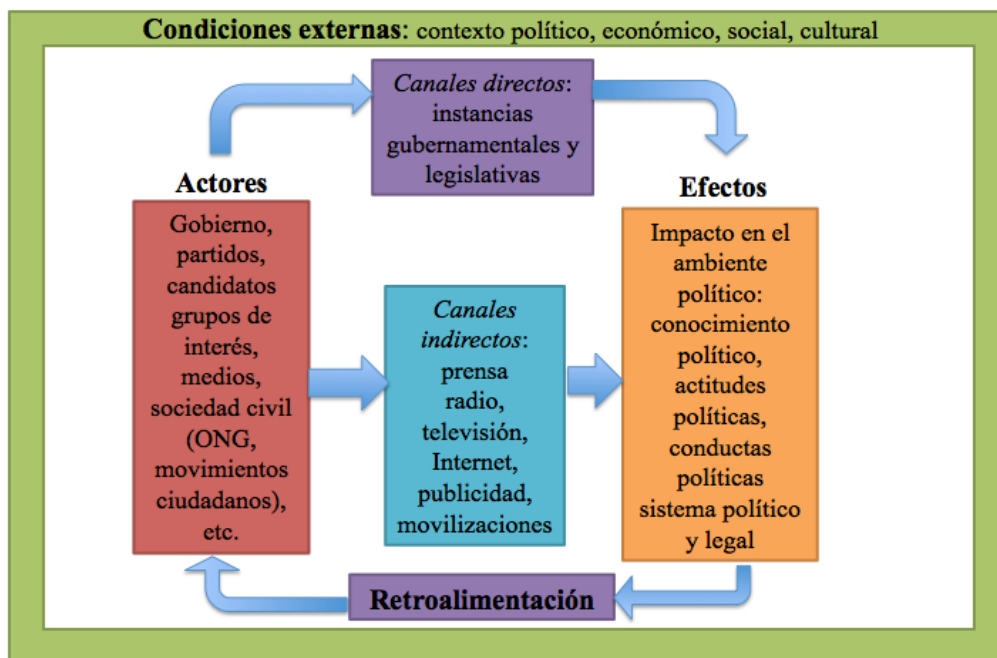 Condiciones externas: contexto político, económico, social, cultural
Canales directos:
instancias
gubernamentales y
legislativas
Actores
Gobierno,
partidos,
candidatos
grupos de
interés,
medios,
sociedad civil
(ONG,
movimientos
ciudadanos),
etc.
Canales
indirectos:
prensa
radio,
televisión,
Internet,
publicidad,
movilizaciones
Efectos
Impacto en el
ambiente
político:
conocimiento
político,
actitudes
políticas,
conductas
políticas
sistema político
y legal
Retroalimentación